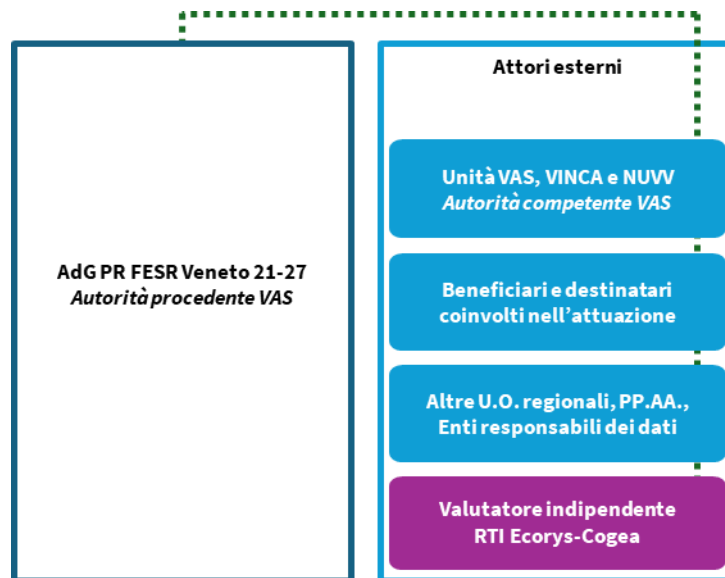 Attori esterni
Unità VAS, VINCA e NUVV
Autorità competente VAS
AdG PR FESR Veneto 21-27
Autorità procedente VAS
Beneficiari e destinatari
coinvolti nell'attuazione
Altre U.O. regionali, PP.AA.,
Enti responsabili dei dati
Valutatore indipendente
RTI Ecorys-Cogea